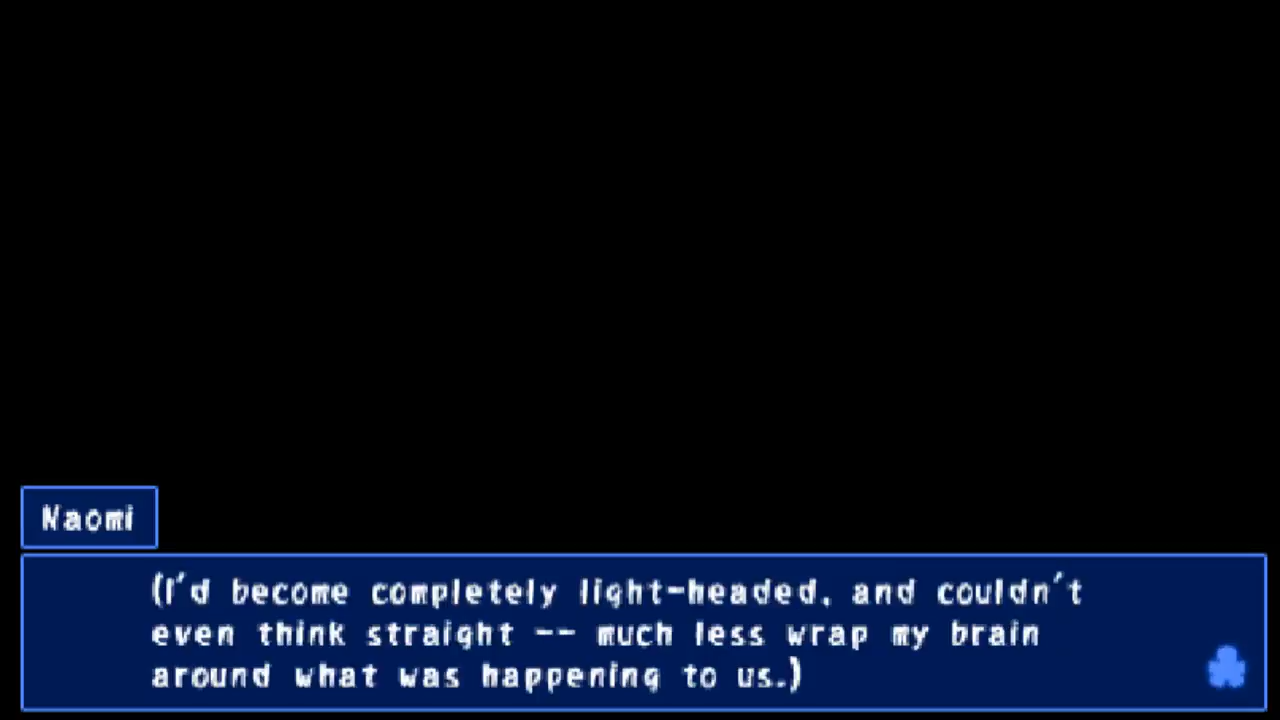 Naomi
(I'd become completely light-headed, and couldn't
even think straight -- much less wrap my brain
around what was happening to us.)